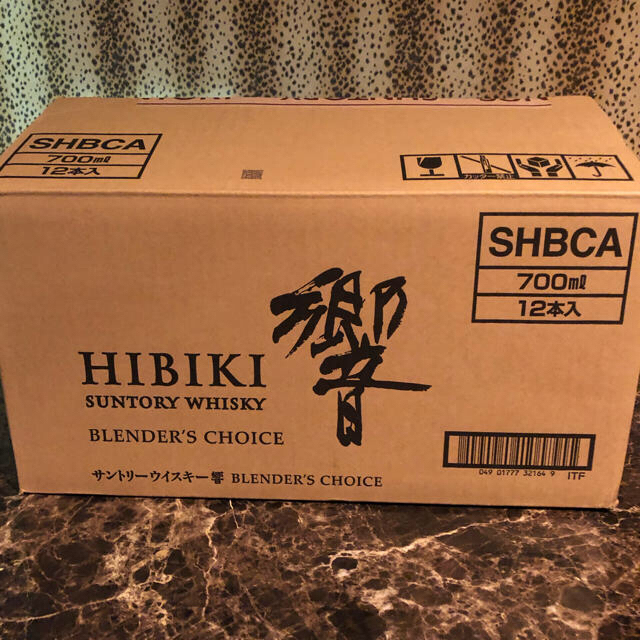 SHBCA
700ml
12本入
カッター禁止
SHBCA
700ml
12本入
響
HIBIKI
SUNTORY WHISKY
BLENDER'S CHOICE
サントリーウイスキー響 BLENDER'S CHOICE
049 01777 32164 9 ITF